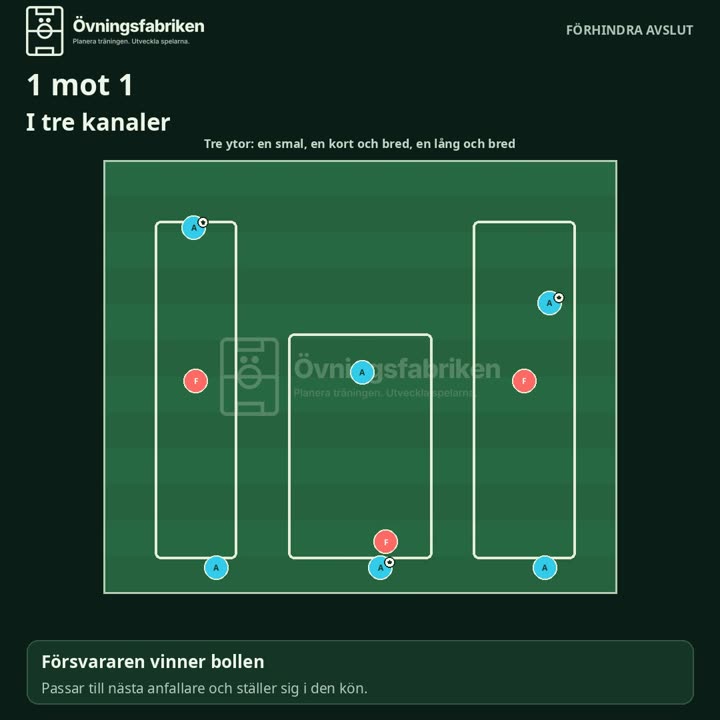 Övningsfabriken
Planera träningen. Utveckla spelarna.
FÖRHINDRA AVSLUT
1 mot 1
I tre kanaler
Tre ytor: en smal, en kort och bred, en lång och bred
A
A
F
Övningsfabriken
Planera träningen. Utveckla spelarna.
A
F
F
A
A
A
Försvararen vinner bollen
Passar till nästa anfallare och ställer sig i den kön.